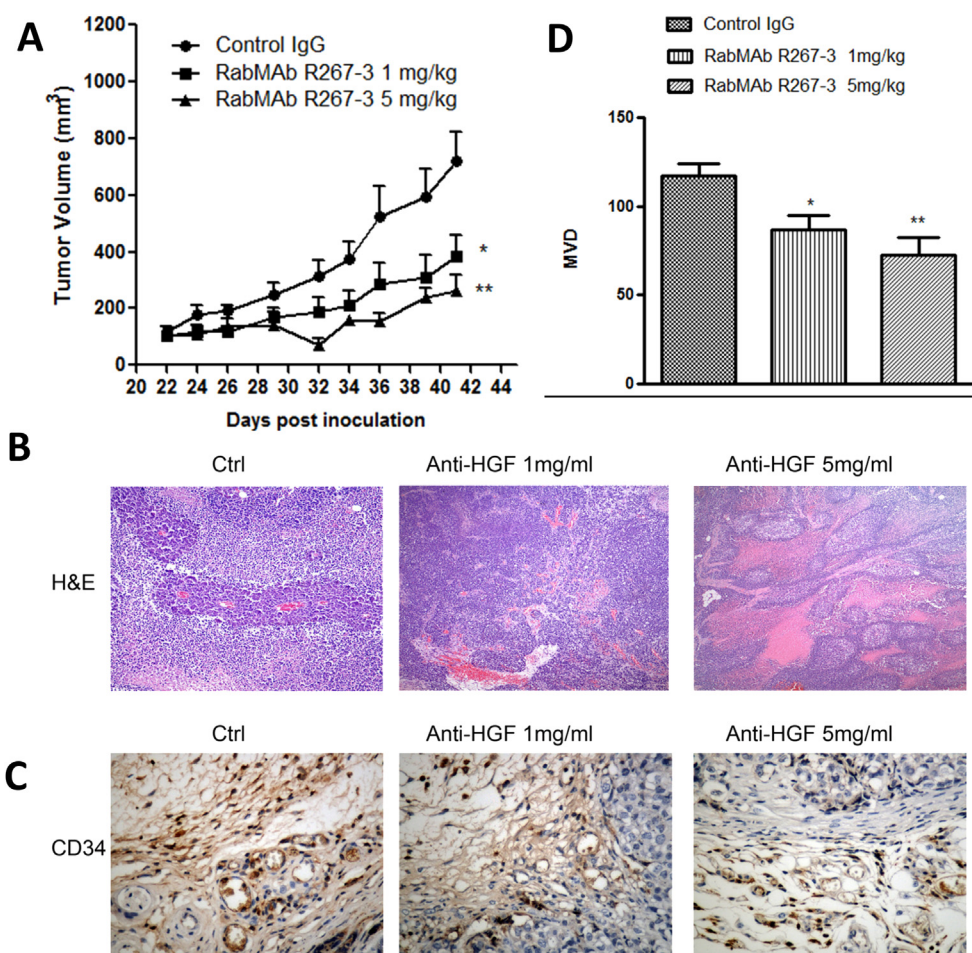 A
1200
1000
800
600
400
200
0
Tumor Volume (mm3)
Control IgG
RabMAb R267-3 1 mg/kg
RabMAb R267-3 5 mg/kg
*
**
20 22 24 26 28 30 32 34 36 38 40 42 44
Days post inoculation
D
Control IgG
RabMAb R267-3 1mg/kg
RabMAb R267-3 5mg/kg
150
100
50
0
MVD
*
**
B
Ctrl
Anti-HGF 1mg/ml
Anti-HGF 5mg/ml
H&E
C
Ctrl
Anti-HGF 1mg/ml
Anti-HGF 5mg/ml
CD34